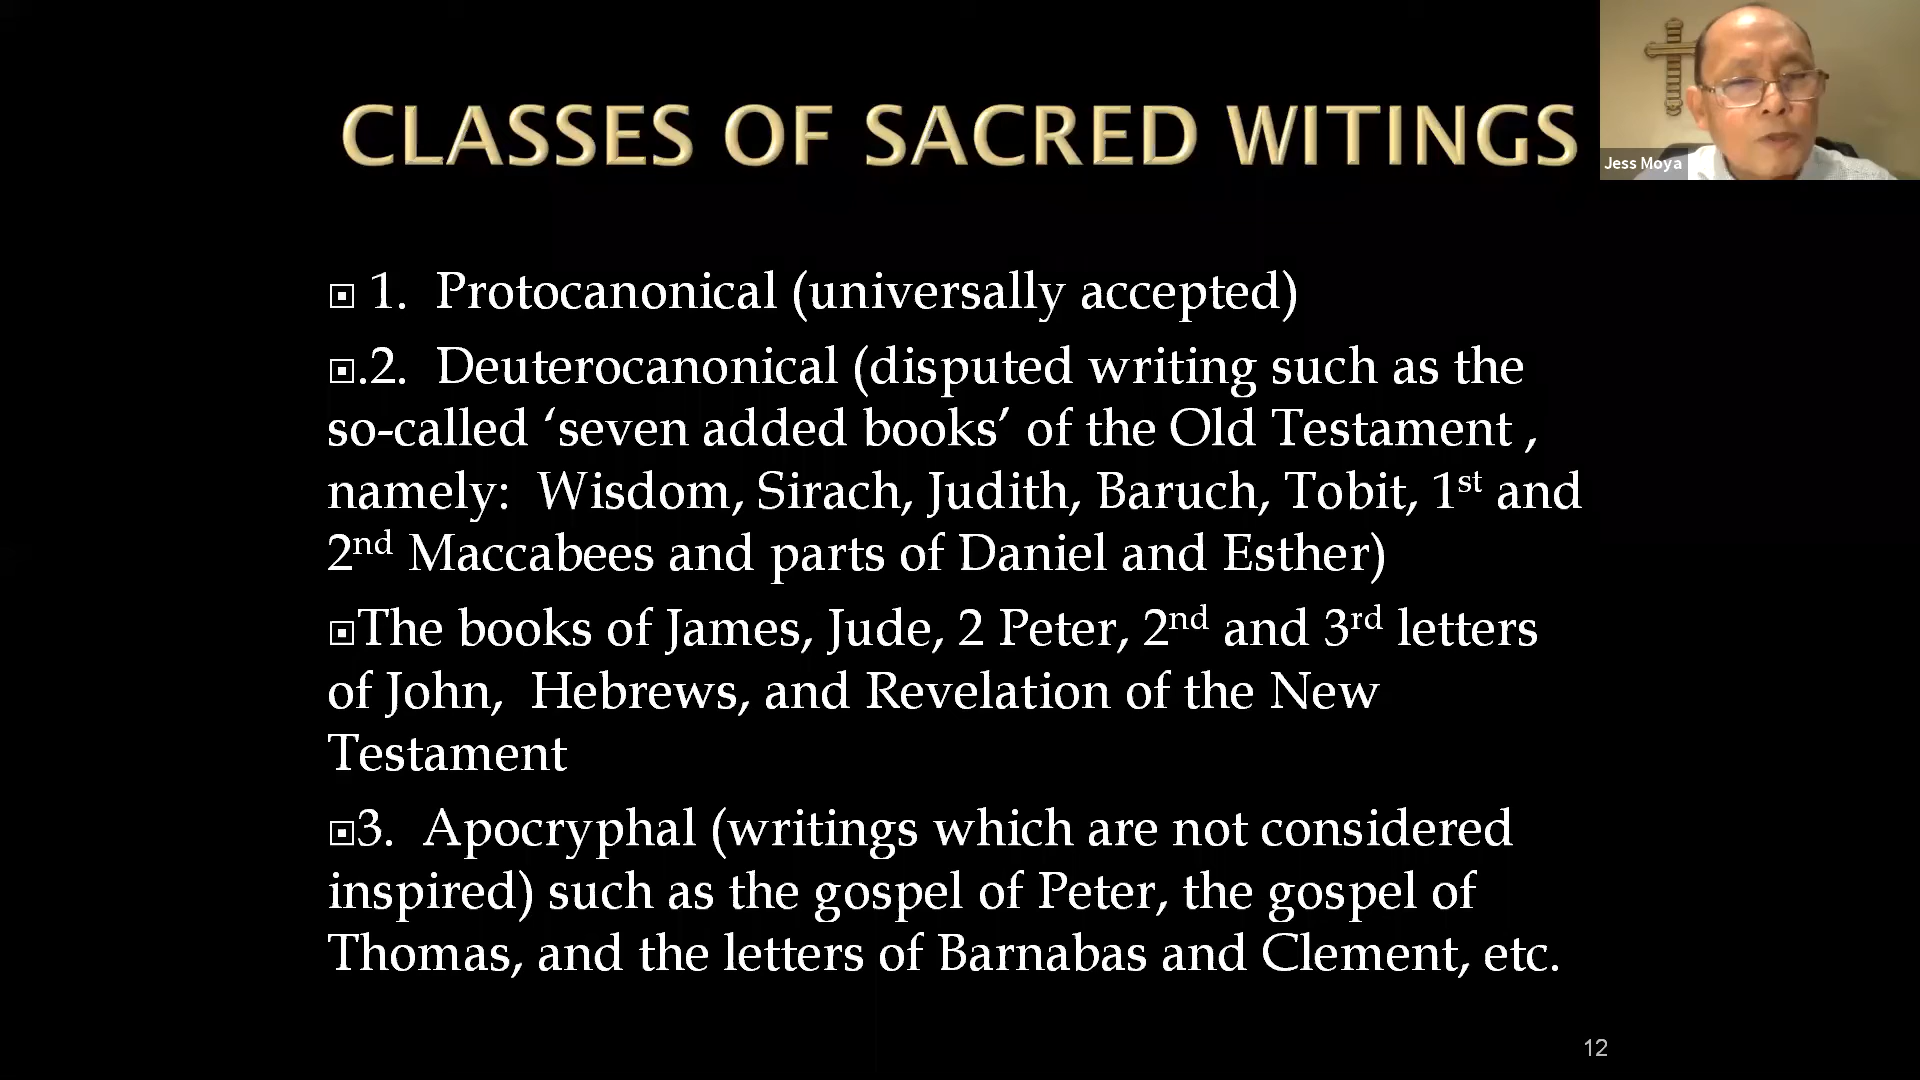 CLASSES OF SACRED WITINGS
Jess Moya
1. Protocanonical (universally accepted)
.2. Deuterocanonical (disputed writing such as the
so-called ‘seven added books’ of the Old Testament ,
namely: Wisdom, Sirach, Judith, Baruch, Tobit, 1st and
2nd Maccabees and parts of Daniel and Esther)
The books of James, Jude, 2 Peter, 2nd and 3rd letters
of John, Hebrews, and Revelation of the New
Testament
3. Apocryphal (writings which are not considered
inspired) such as the gospel of Peter, the gospel of
Thomas, and the letters of Barnabas and Clement, etc.
12